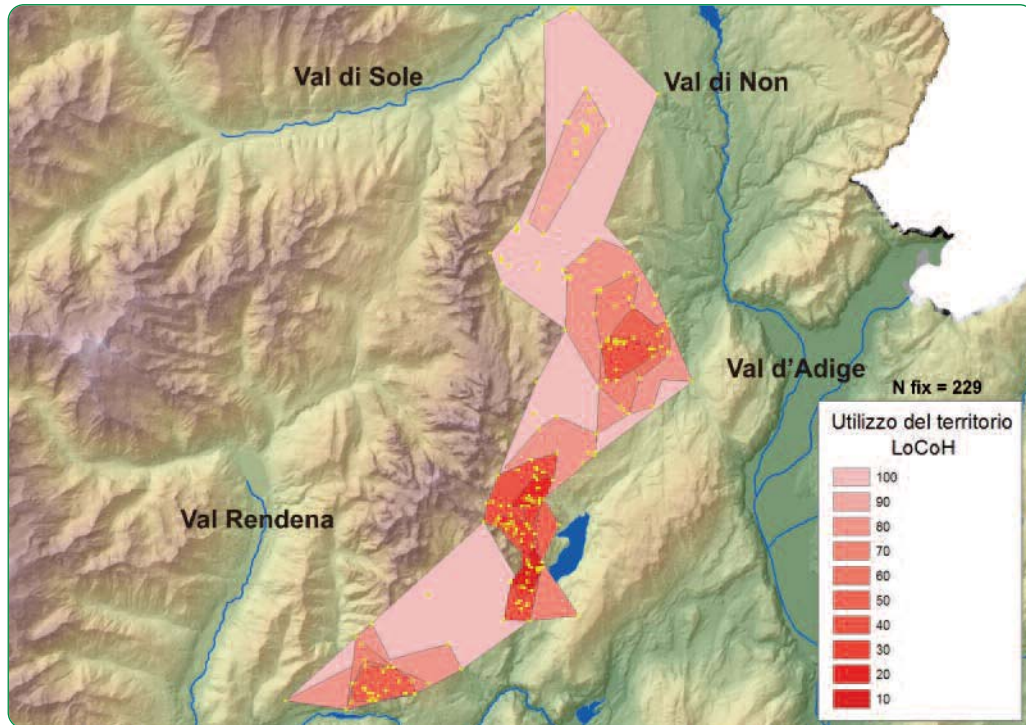 Val di Sole
Val di Non
Val d'Adige
Val Rendena
N fix = 229
Utilizzo del territorio
LoCoH
100
90
80
70
60
50
40
30
20
10